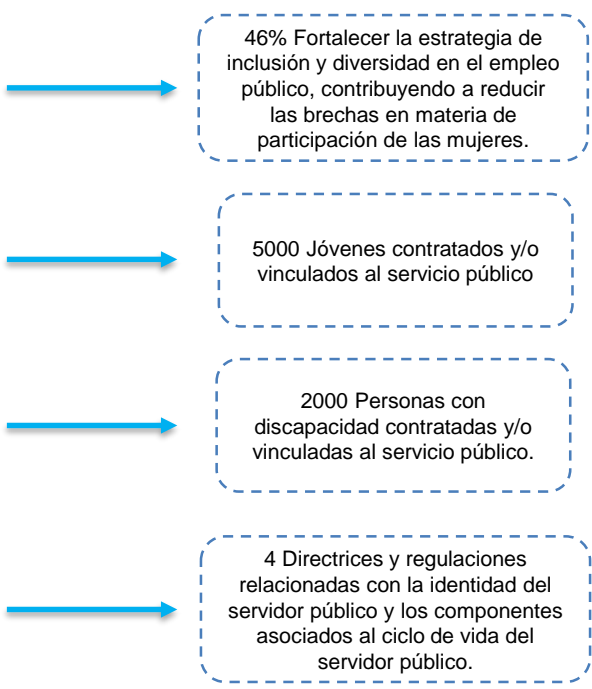 46% Fortalecer la estrategia de
inclusión y diversidad en el empleo
público, contribuyendo a reducir
las brechas en materia de
participación de las mujeres.
5000 Jóvenes contratados y/o
vinculados al servicio público
2000 Personas con
discapacidad contratadas y/o
vinculadas al servicio público.
4 Directrices y regulaciones
relacionadas con la identidad del
servidor público y los componentes
asociados al ciclo de vida del
servidor público.